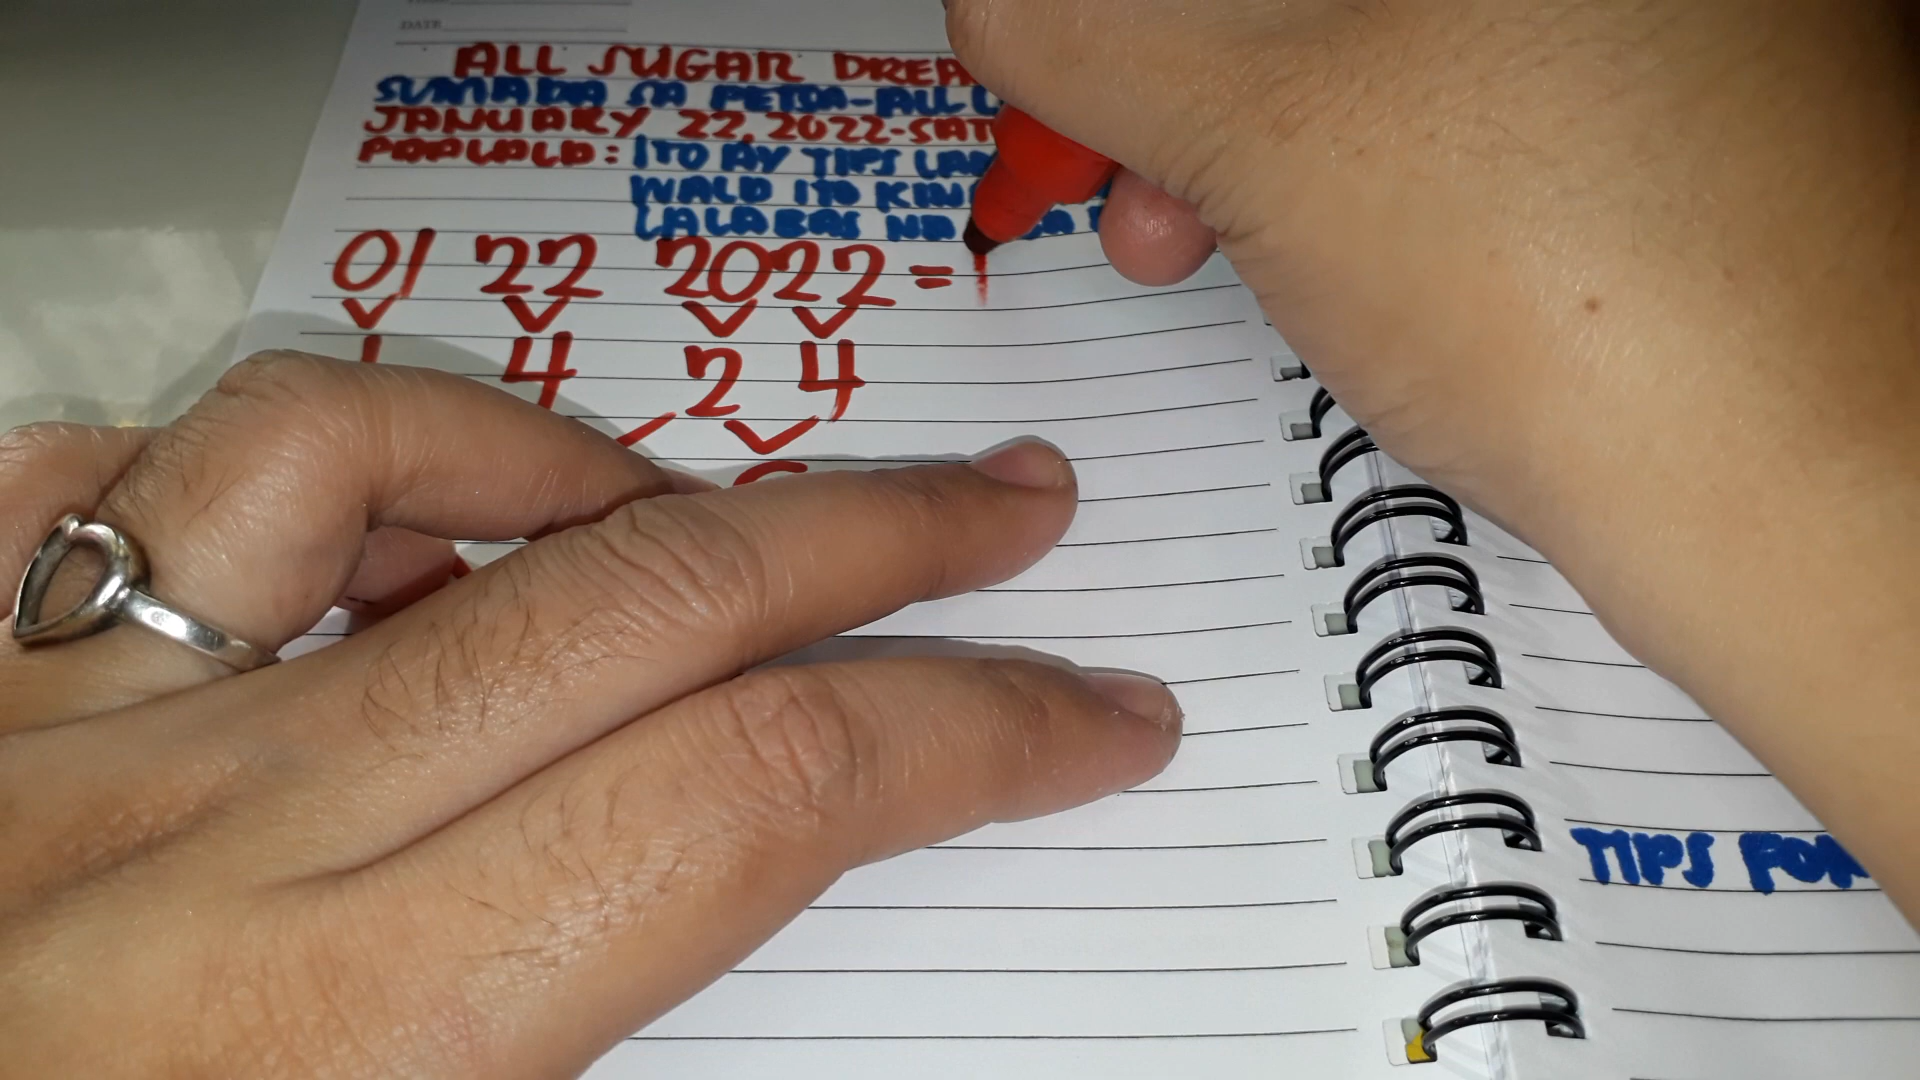 DATE
ALL SUGAR DREA
SUMADA SA PETSA-ALL L
JANUARY 22, 2022-SAT
PAALALA: ITO AY TIPS LAN
WALD ITO KIN
LALABAS NA
01 22 2022 =
1 4 2 4
TIPS FOR